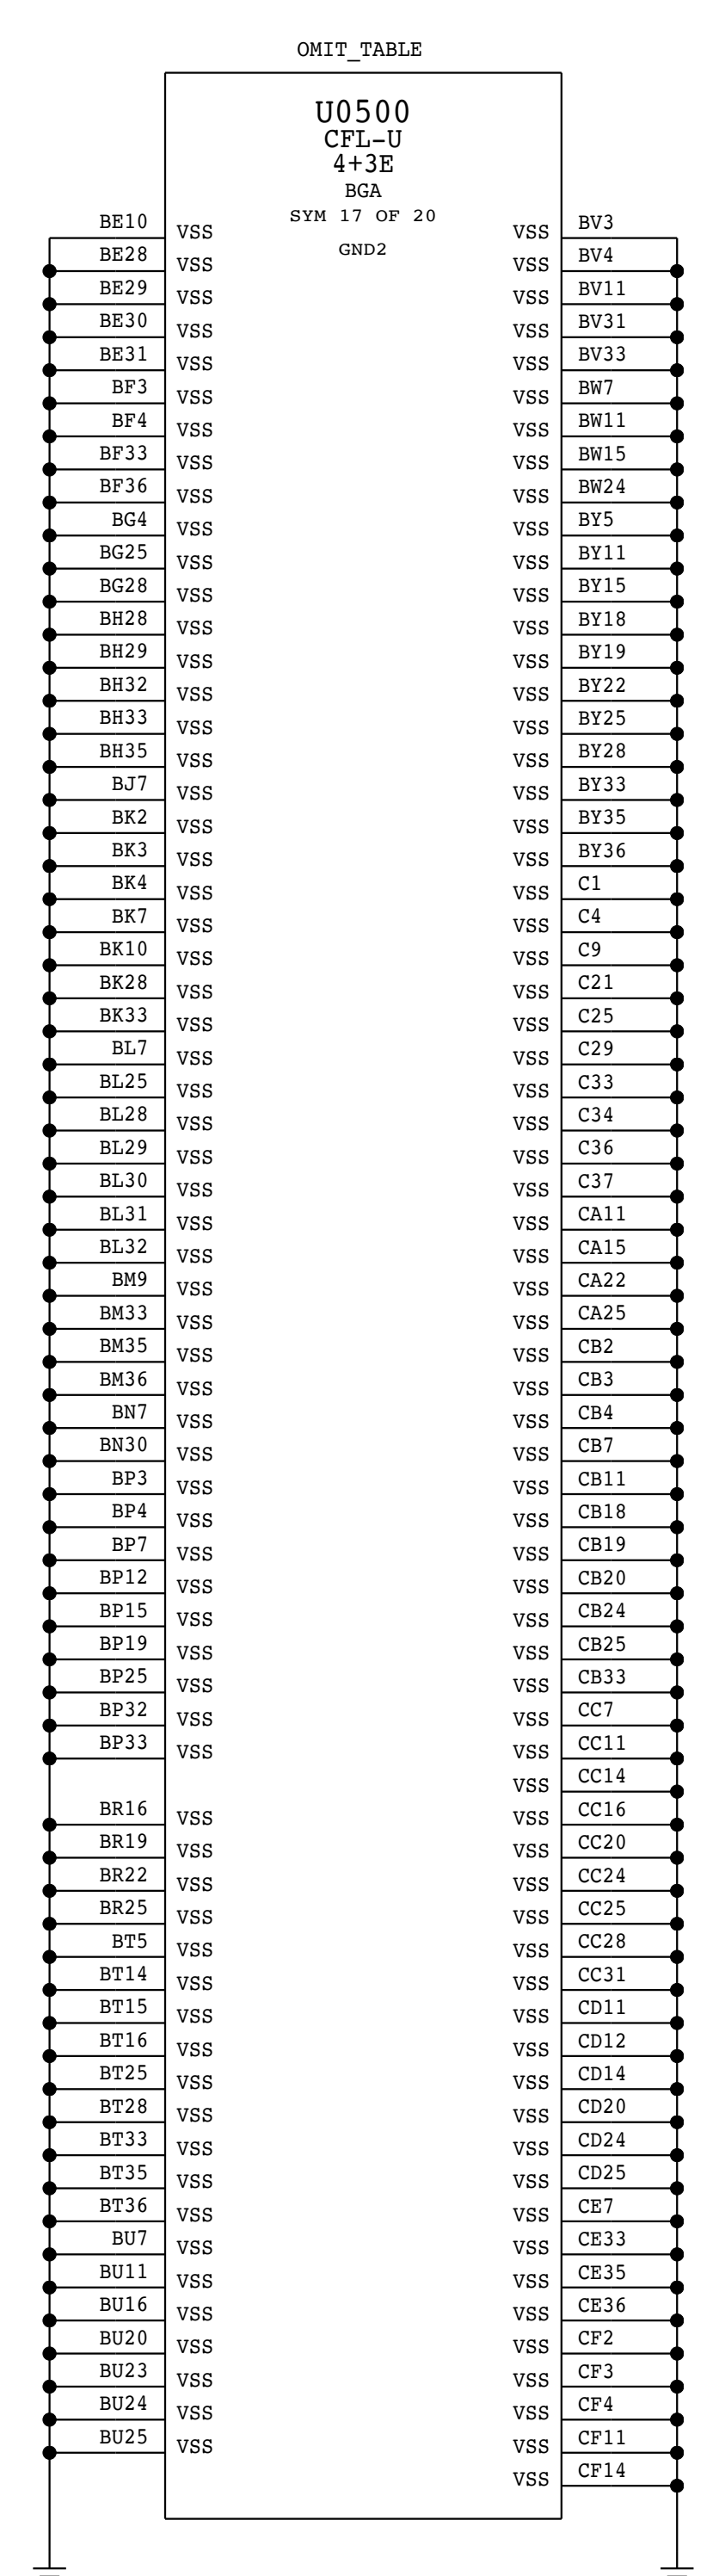 OMIT_TABLE
U0500
CFL-U
4+3E
BGA
SYM 17 OF 20
GND2
BE10 VSS VSS BV3
BE28 VSS VSS BV4
BE29 VSS VSS BV11
BE30 VSS VSS BV31
BE31 VSS VSS BV33
BF3 VSS VSS BW7
BF4 VSS VSS BW11
BF33 VSS VSS BW15
BF36 VSS VSS BW24
BG4 VSS VSS BY5
BG25 VSS VSS BY11
BG28 VSS VSS BY15
BH28 VSS VSS BY18
BH29 VSS VSS BY19
BH32 VSS VSS BY22
BH33 VSS VSS BY25
BH35 VSS VSS BY28
BJ7 VSS VSS BY33
BK2 VSS VSS BY35
BK3 VSS VSS BY36
BK4 VSS VSS C1
BK7 VSS VSS C4
BK10 VSS VSS C9
BK28 VSS VSS C21
BK33 VSS VSS C25
BL7 VSS VSS C29
BL25 VSS VSS C33
BL28 VSS VSS C34
BL29 VSS VSS C36
BL30 VSS VSS C37
BL31 VSS VSS CA11
BL32 VSS VSS CA15
BM9 VSS VSS CA22
BM33 VSS VSS CA25
BM35 VSS VSS CB2
BM36 VSS VSS CB3
BN7 VSS VSS CB4
BN30 VSS VSS CB7
BP3 VSS VSS CB11
BP4 VSS VSS CB18
BP7 VSS VSS CB19
BP12 VSS VSS CB20
BP15 VSS VSS CB24
BP19 VSS VSS CB25
BP25 VSS VSS CB33
BP32 VSS VSS CC7
BP33 VSS VSS CC11
VSS CC14
BR16 VSS VSS CC16
BR19 VSS VSS CC20
BR22 VSS VSS CC24
BR25 VSS VSS CC25
BT5 VSS VSS CC28
BT14 VSS VSS CC31
BT15 VSS VSS CD11
BT16 VSS VSS CD12
BT25 VSS VSS CD14
BT28 VSS VSS CD20
BT33 VSS VSS CD24
BT35 VSS VSS CD25
BT36 VSS VSS CE7
BU7 VSS VSS CE33
BU11 VSS VSS CE35
BU16 VSS VSS CE36
BU20 VSS VSS CF2
BU23 VSS VSS CF3
BU24 VSS VSS CF4
BU25 VSS VSS CF11
VSS CF14